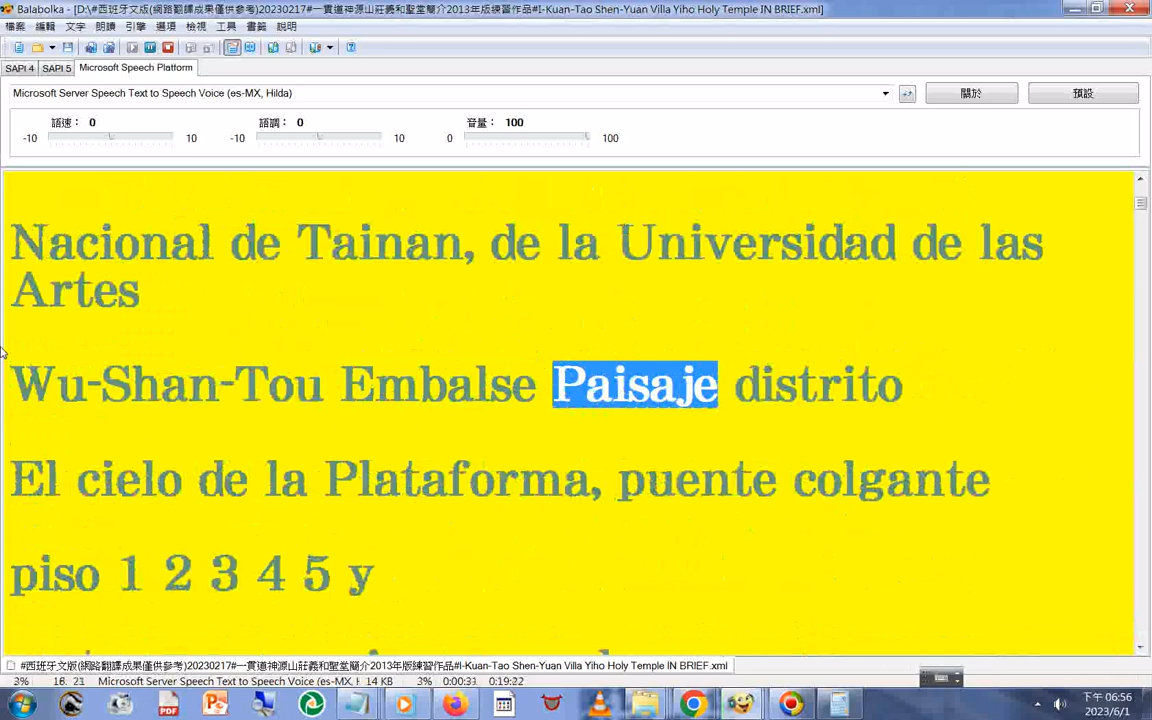 Balabolka - [D:\#西班牙文版(網路翻譯成果僅供參考)20230217#一貫道神源山莊義和聖堂簡介2013年版練習作品#I-Kuan-Tao Shen-Yuan Villa Yiho Holy Temple IN BRIEF.xml]
檔案 編輯 文字 朗讀 引擎 選項 檢視 工具 書籤 說明
SAPI 4 SAPI 5 Microsoft Speech Platform
Microsoft Server Speech Text to Speech Voice (es-MX, Hilda) 關於 預設
語速： 0 語調： 0 音量： 100
-10 10 -10 10 0 100
Nacional de Tainan, de la Universidad de las
Artes
Wu-Shan-Tou Embalse Paisaje distrito
El cielo de la Plataforma, puente colgante
piso 1 2 3 4 5 y
#西班牙文版(網路翻譯成果僅供參考)20230217#一貫道神源山莊義和聖堂簡介2013年版練習作品#I-Kuan-Tao Shen-Yuan Villa Yiho Holy Temple IN BRIEF.xml
3% 16: 21 Microsoft Server Speech Text to Speech Voice (es-MX, H 14 KB 3% 0:00:31 0:19:22
PDF
下午 06:56
2023/6/1